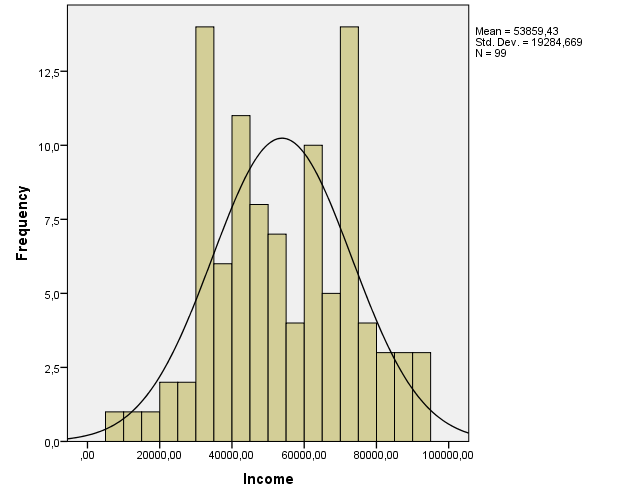 Mean = 53859,43
Std. Dev. = 19284,669
N = 99
12,5
10,0
7,5
5,0
2,5
0,0
Frequency
,00
20000,00
40000,00
60000,00
80000,00
100000,00
Income